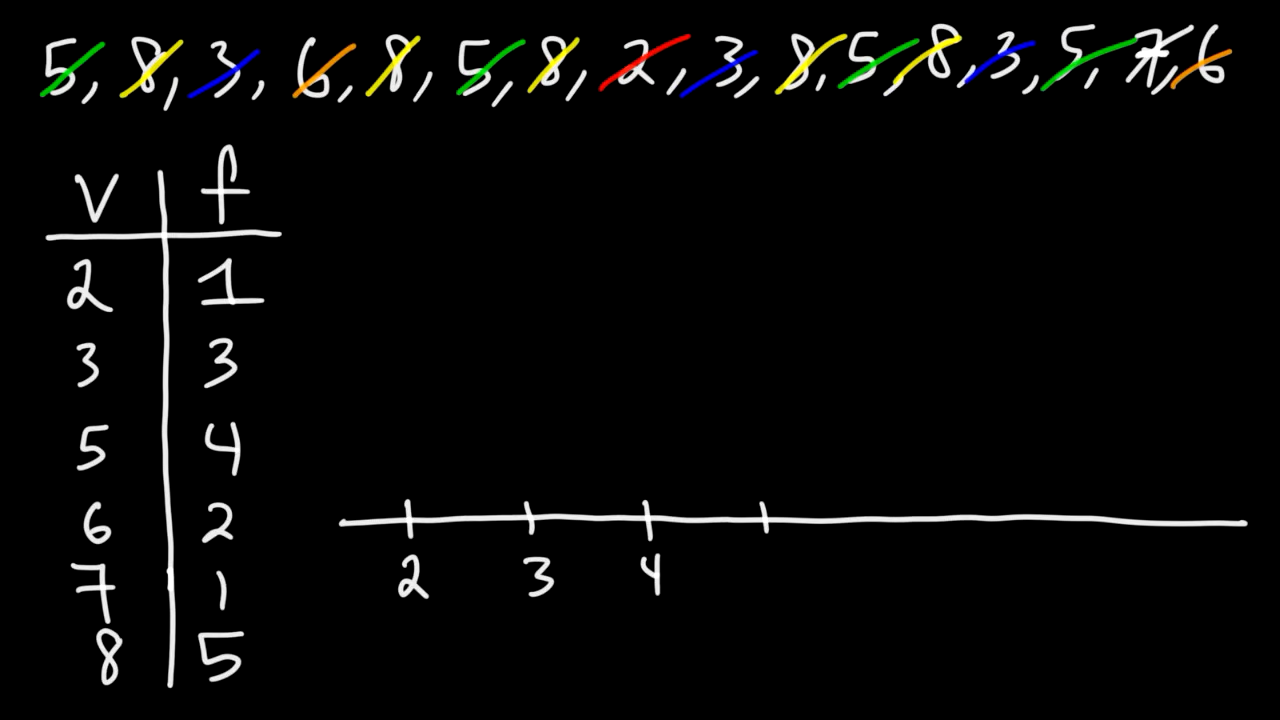 5, 8, 3, 6, 8, 5, 8, 2, 3, 8, 5, 8, 3, 5, 7, 6
V f
2 1
3 3
5 4
6 2
7 1
8 5
2 3 4